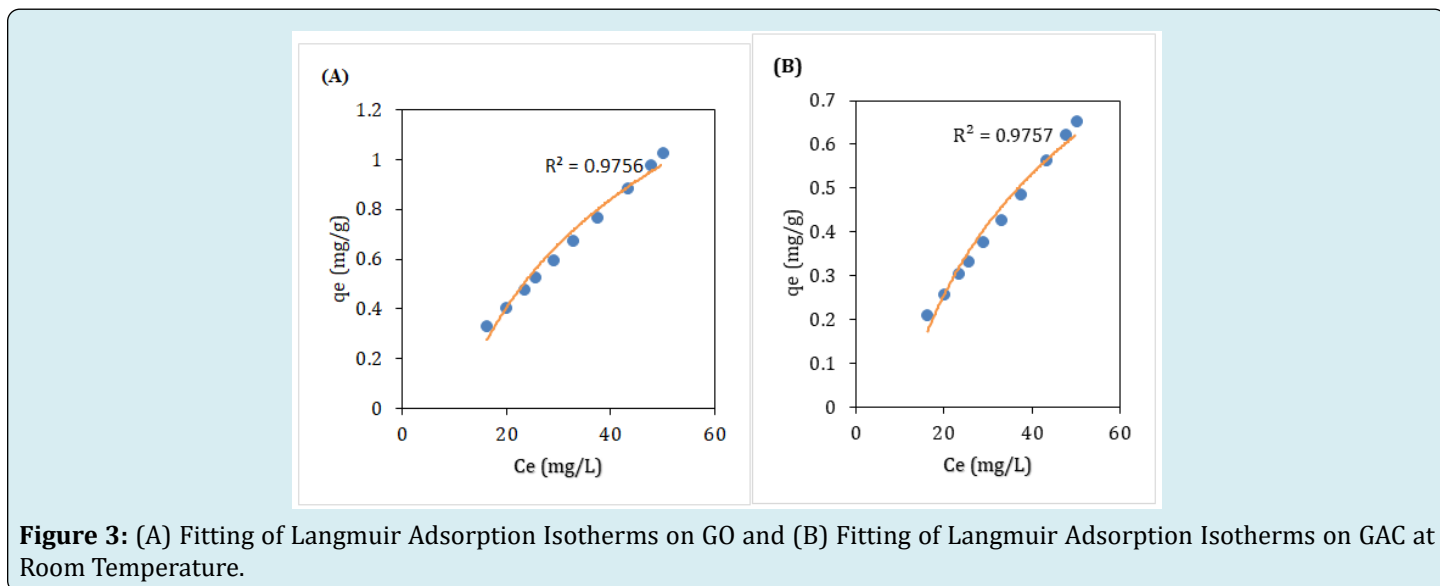 (A)
1.2
1
0.8
0.6
0.4
0.2
0
qe (mg/g)
R² = 0.9756
0
20
40
60
Ce (mg/L)
(B)
0.7
0.6
0.5
0.4
0.3
0.2
0.1
0
qe (mg/g)
R² = 0.9757
0
20
40
60
Ce (mg/L)
Figure 3: (A) Fitting of Langmuir Adsorption Isotherms on GO and (B) Fitting of Langmuir Adsorption Isotherms on GAC at
Room Temperature.